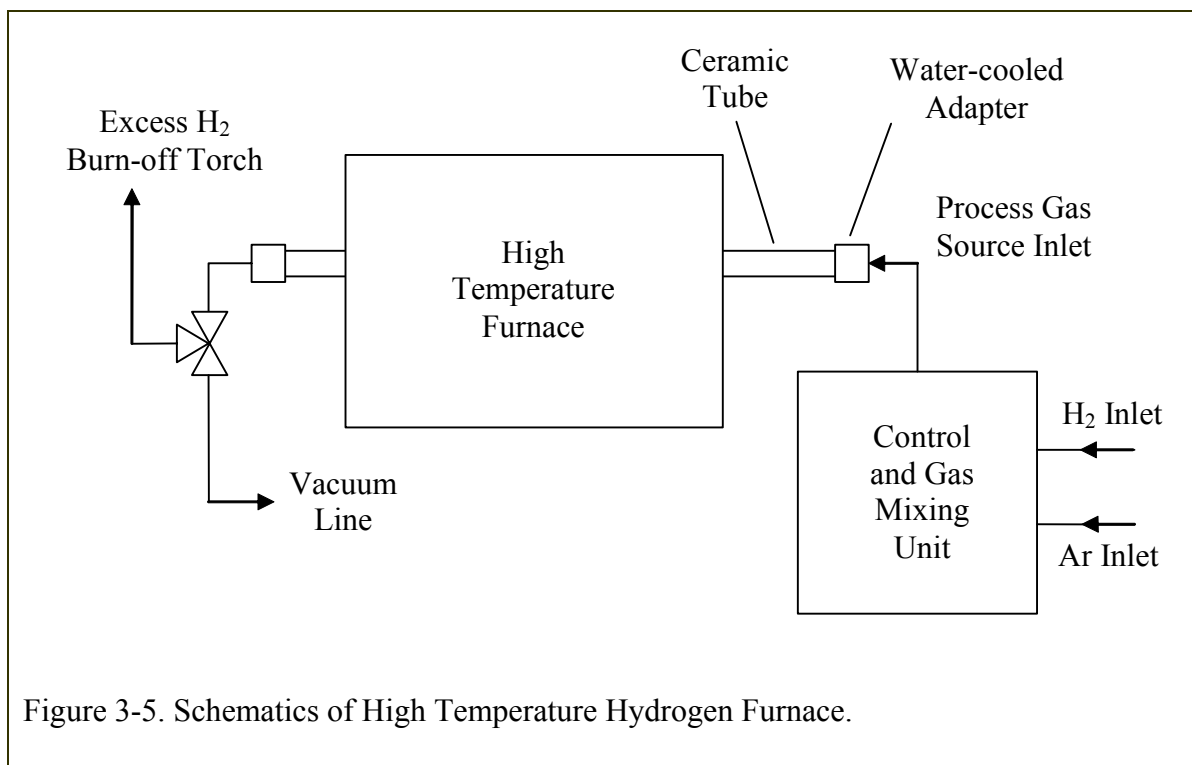 Ceramic
Tube
Water-cooled
Adapter
Excess H₂
Burn-off Torch
Process Gas
Source Inlet
High
Temperature
Furnace
H₂ Inlet
Control
and Gas
Mixing
Unit
Vacuum
Line
Ar Inlet
Figure 3-5. Schematics of High Temperature Hydrogen Furnace.